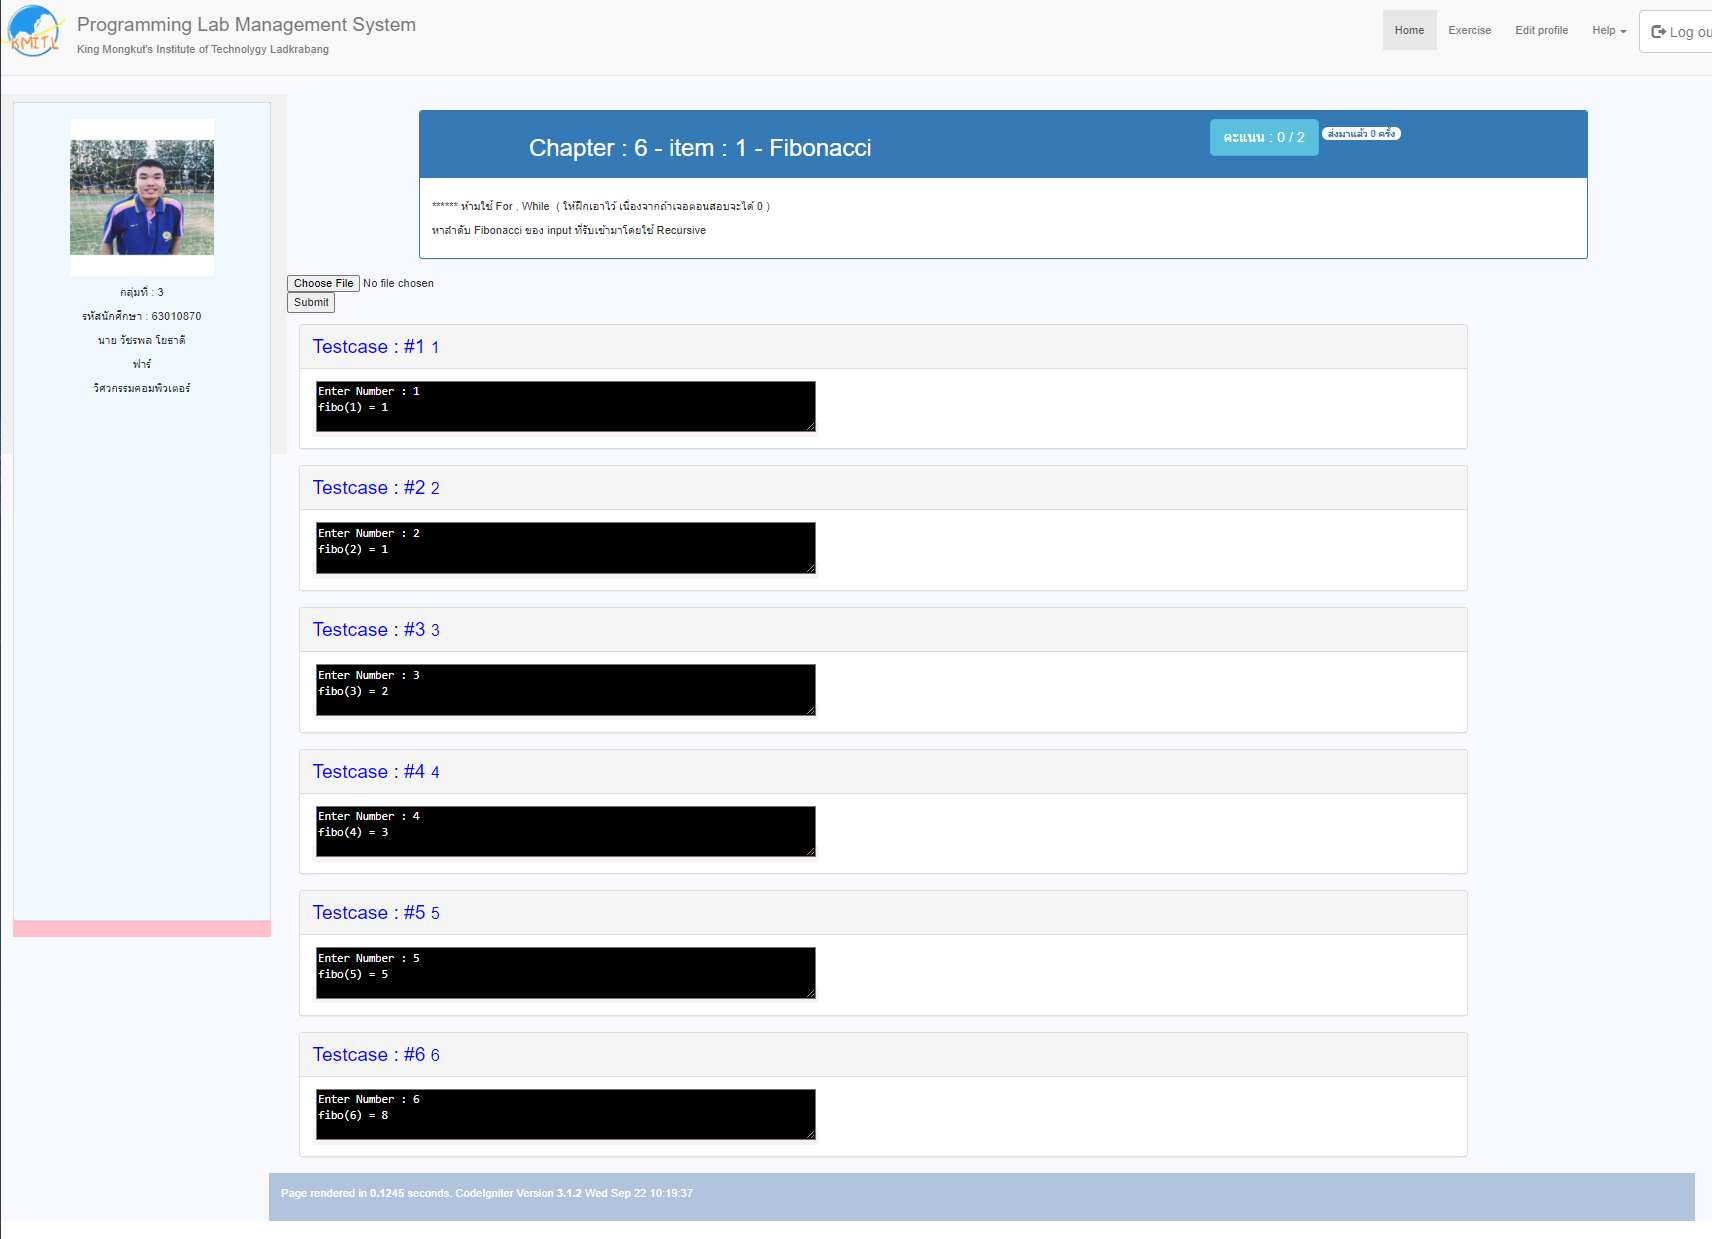 KMITL
Programming Lab Management System
King Mongkut's Institute of Technolygy Ladkrabang
Home
Exercise
Edit profile
Help
Log ou
กลุ่มที่ : 3
รหัสนักศึกษา : 63010870
นาย วัชรพล โยธาดี
ฟาร์
วิศวกรรมคอมพิวเตอร์
Chapter : 6 - item : 1 - Fibonacci
คะแนน : 0 / 2
ส่งมาแล้ว 0 ครั้ง
****** ห้ามใช้ For , While ( ให้ฝึกเอาไว้ เนื่องจากถ้าเจอตอนสอบจะได้ 0 )
หาลำดับ Fibonacci ของ input ที่รับเข้ามาโดยใช้ Recursive
Choose File No file chosen
Submit
Testcase : #1 1
Enter Number : 1
fibo(1) = 1
Testcase : #2 2
Enter Number : 2
fibo(2) = 1
Testcase : #3 3
Enter Number : 3
fibo(3) = 2
Testcase : #4 4
Enter Number : 4
fibo(4) = 3
Testcase : #5 5
Enter Number : 5
fibo(5) = 5
Testcase : #6 6
Enter Number : 6
fibo(6) = 8
Page rendered in 0.1245 seconds. CodeIgniter Version 3.1.2 Wed Sep 22 10:19:37